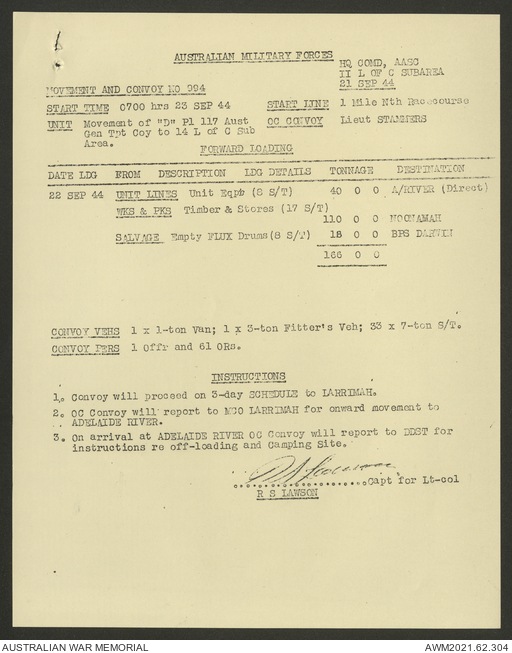 AUSTRALIAN MILITARY FORCES
HQ COMD, AASC
II L OF C SUBAREA
21 SEP 44
MOVEMENT AND CONVOY NO 994
START TIME 0700 hrs 23 SEP 44 START LINE 1 Mile Nth Racecourse
UNIT Movement of "D" Pl 117 Aust OC CONVOY Lieut STAMMERS
Gen Tpt Coy to 14 L of C Sub
Area.
FORWARD LOADING
DATE LDG FROM DESCRIPTION LDG DETAILS TONNAGE DESTINATION
22 SEP 44 UNIT LINES Unit Eqpt (8 S/T) 40 0 0 A/RIVER (Direct)
WKS & PKS Timber & Stores (17 S/T)
110 0 0 NOONAMAH
SALVAGE Empty FLUX Drums(8 S/T) 18 0 0 BPS DARWIN
166 0 0
CONVOY VEHS 1 x 1-ton Van; 1 x 3-ton Fitter's Veh; 33 x 7-ton S/T.
CONVOY PERS 1 Offr and 61 ORs.
INSTRUCTIONS
1. Convoy will proceed on 3-day SCHEDULE to LARRIMAH.
2. OC Convoy will report to MCO LARRIMAH for onward movement to
ADELAIDE RIVER.
3. On arrival at ADELAIDE RIVER OC Convoy will report to DDST for
instructions re off-loading and Camping Site.
R S Lawson
..........................Capt for Lt-col
R S LAWSON
AUSTRALIAN WAR MEMORIAL AWM2021.62.304